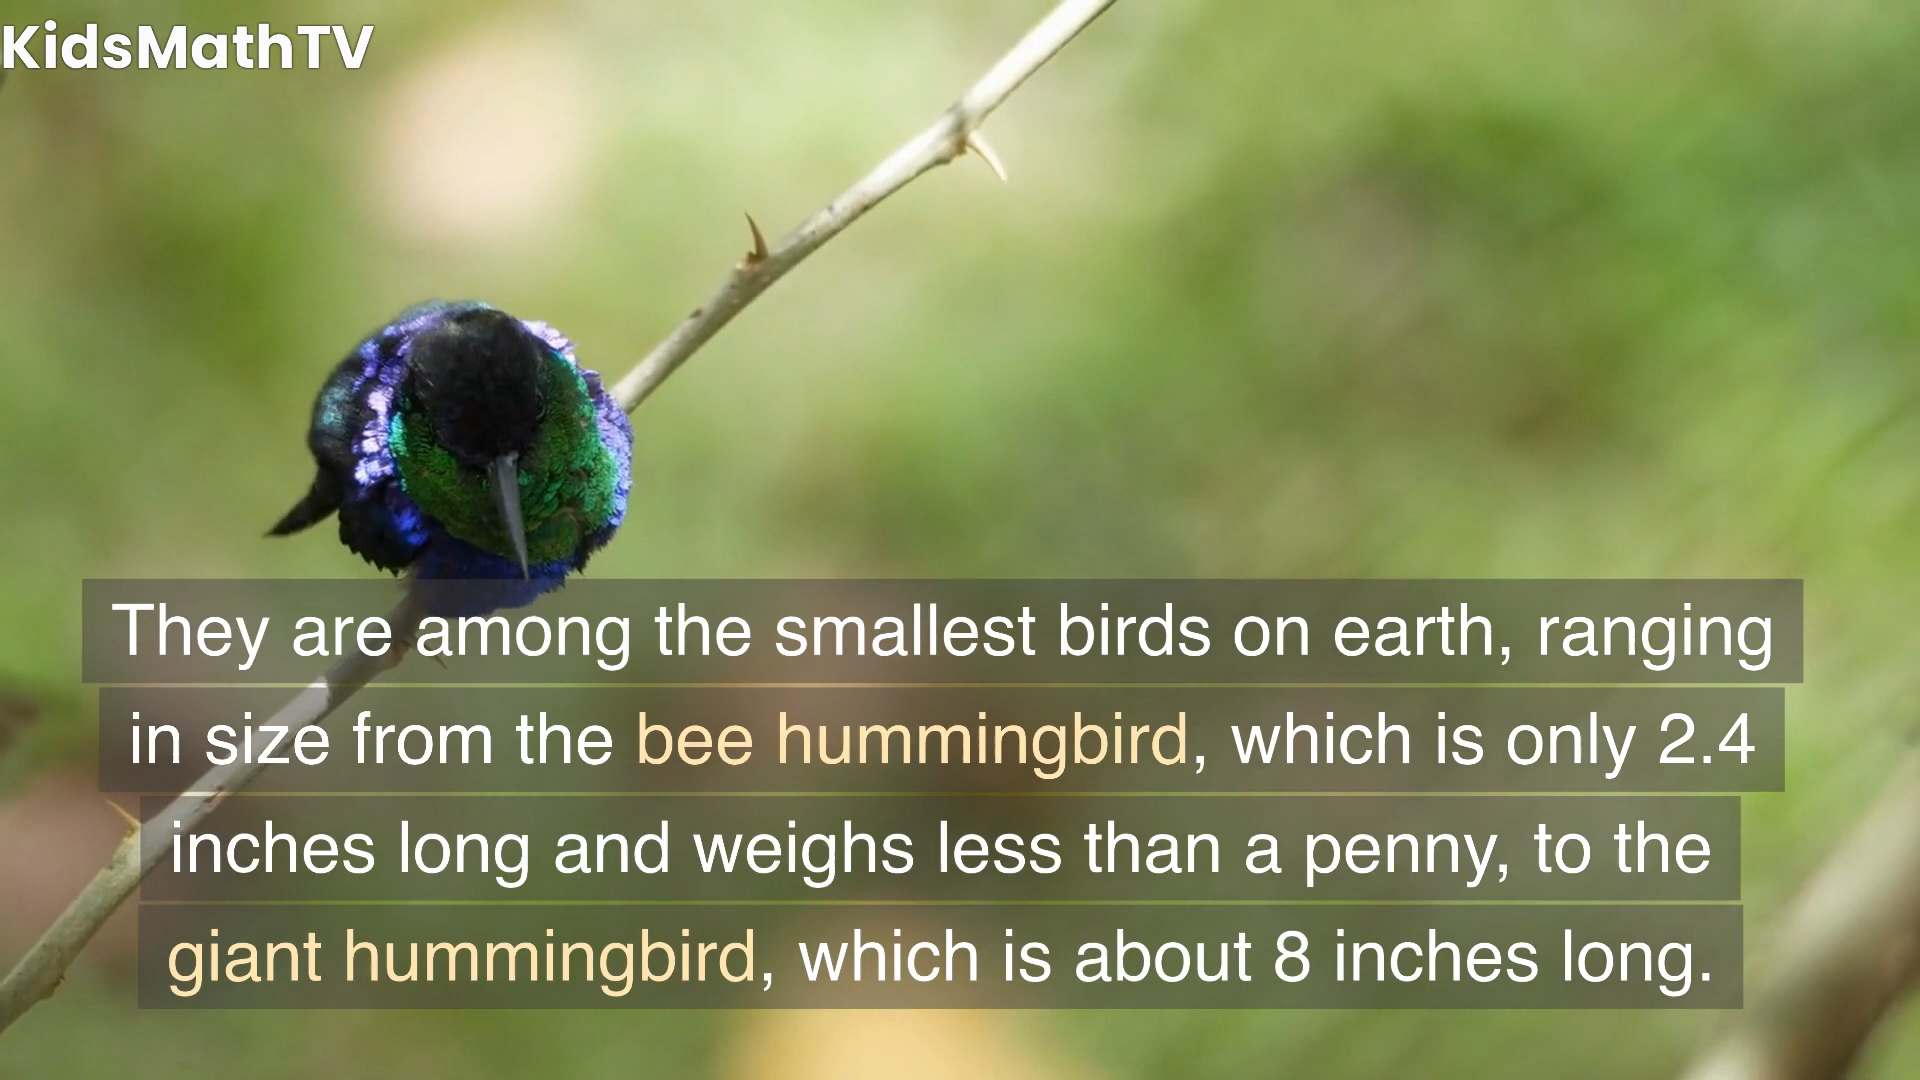 KidsMathTV
They are among the smallest birds on earth, ranging
in size from the bee hummingbird, which is only 2.4
inches long and weighs less than a penny, to the
giant hummingbird, which is about 8 inches long.